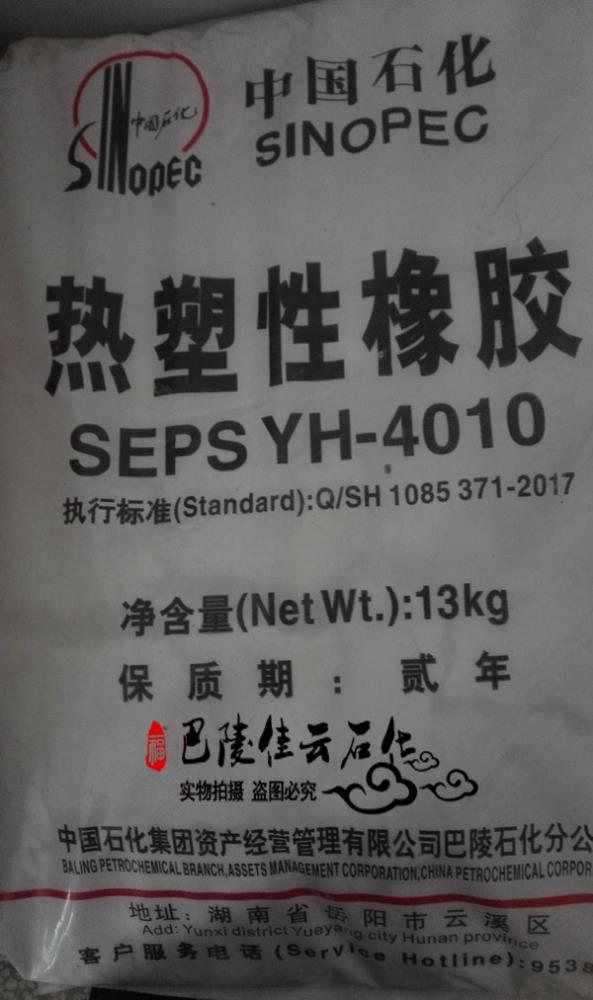 中国石化
SINOPEC
中国石化
SINOPEC
热塑性橡胶
SEPS YH-4010
执行标准(Standard):Q/SH 1085 371-2017
净含量(Net Wt.):13kg
保质期：贰年
福
巴陵佳云石化
实物拍摄 盗图必究
中国石化集团资产经营管理有限公司巴陵石化分公
BALING PETROCHEMICAL BRANCH,ASSETS MANAGEMENT CORPORATION,CHINA PETROCHEMICAL CORPOR
地址：湖南省岳阳市云溪区
Add: Yunxi district Yueyang city Hunan province
客户服务电话(Service Hotline):9538